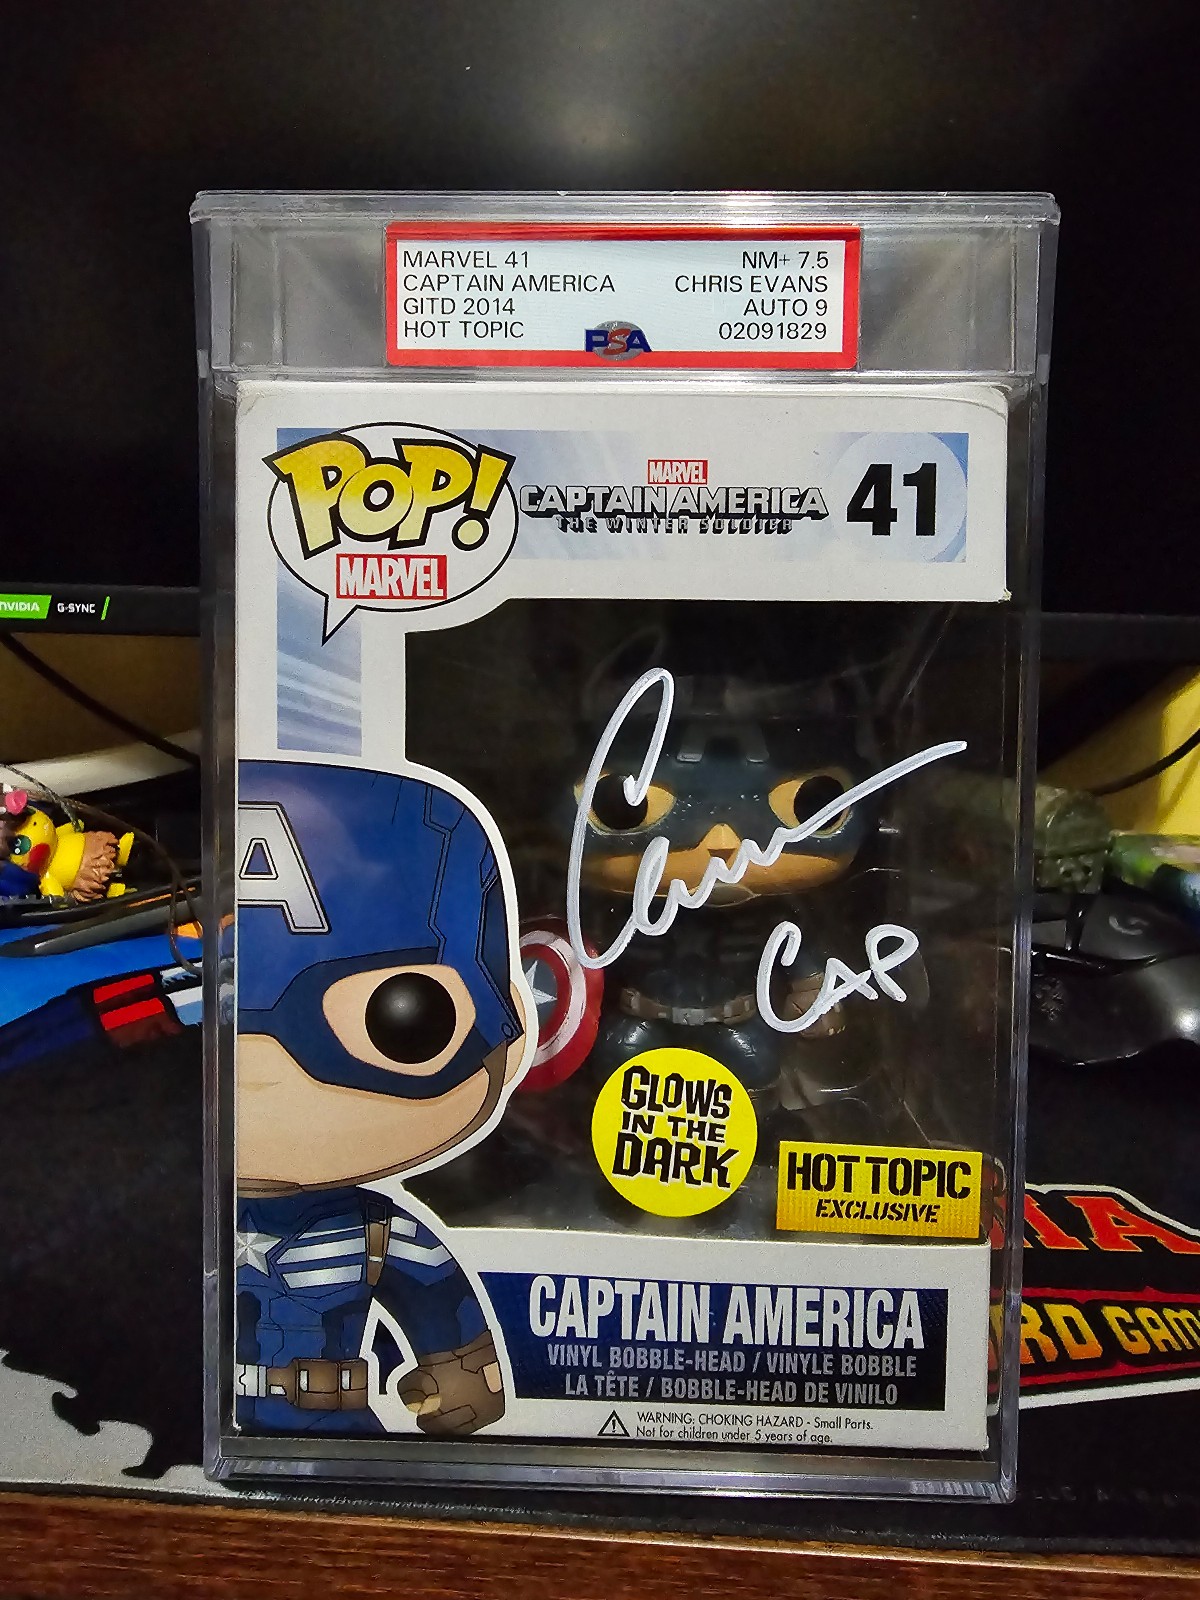 MARVEL 41 NM+ 7.5
CAPTAIN AMERICA CHRIS EVANS
GITD 2014 AUTO 9
HOT TOPIC PSA 02091829
POP!
MARVEL
MARVEL
CAPTAIN AMERICA
THE WINTER SOLDIER
41
NVIDIA G-SYNC
A
CAP
GLOWS
IN THE
DARK
HOT TOPIC
EXCLUSIVE
CAPTAIN AMERICA
VINYL BOBBLE-HEAD / VINYLE BOBBLE
LA TÊTE / BOBBLE-HEAD DE VINILO
WARNING: CHOKING HAZARD - Small Parts.
Not for children under 5 years of age.